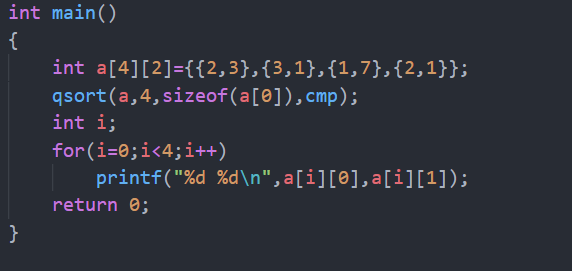 int main()
{
    int a[4][2]={{2,3},{3,1},{1,7},{2,1}};
    qsort(a,4,sizeof(a[0]),cmp);
    int i;
    for(i=0;i<4;i++)
        printf("%d %d\n",a[i][0],a[i][1]);
    return 0;
}